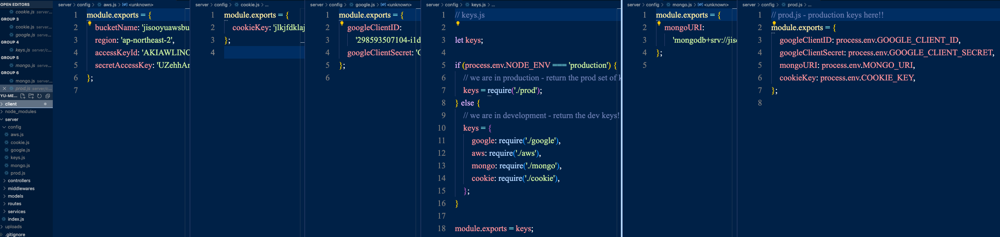 OPEN EDITORS
cookie.js server...
GROUP 3
cookie.js server...
google.js server...
GROUP 4
keys.js server/c...
GROUP 5
mongo.js serve...
GROUP 6
mongo.js server...
prod.js server/c...
YU-ME...
client
node_modules
server
config
aws.js
cookie.js
google.js
keys.js
mongo.js
prod.js
controllers
middlewares
models
routes
services
index.js
uploads
.gitignore
server > config > aws.js > <unknown>
1 module.exports = {
2 bucketName: 'jisooyuawsbu
3 region: 'ap-northeast-2',
4 accessKeyId: 'AKIAWLINC
5 secretAccessKey: 'UZehhAr
6 };
7
server > config > cookie.js > ...
1 module.exports = {
2 cookieKey: 'jlkjfdklaj
3 };
4
server > config > google.js > <unknown>
1 module.exports = {
2 googleClientID:
3 '298593507104-i1d
4 googleClientSecret: 'G
5 };
6
server > config > keys.js > ...
1 // keys.js
2
3 let keys;
4
5 if (process.env.NODE_ENV === 'production') {
6 // we are in production - return the prod set of k
7 keys = require('./prod');
8 } else {
9 // we are in development - return the dev keys!
10 keys = {
11 google: require('./google'),
12 aws: require('./aws'),
13 mongo: require('./mongo'),
14 cookie: require('./cookie'),
15 };
16 }
17
18 module.exports = keys;
server > config > mongo.js > <unknown>
1 module.exports = {
2 mongoURI:
3 'mongodb+srv://jiso
4 };
5
server > config > prod.js > ...
1 // prod.js - production keys here!!
2 module.exports = {
3 googleClientID: process.env.GOOGLE_CLIENT_ID,
4 googleClientSecret: process.env.GOOGLE_CLIENT_SECRET,
5 mongoURI: process.env.MONGO_URI,
6 cookieKey: process.env.COOKIE_KEY,
7 };
8